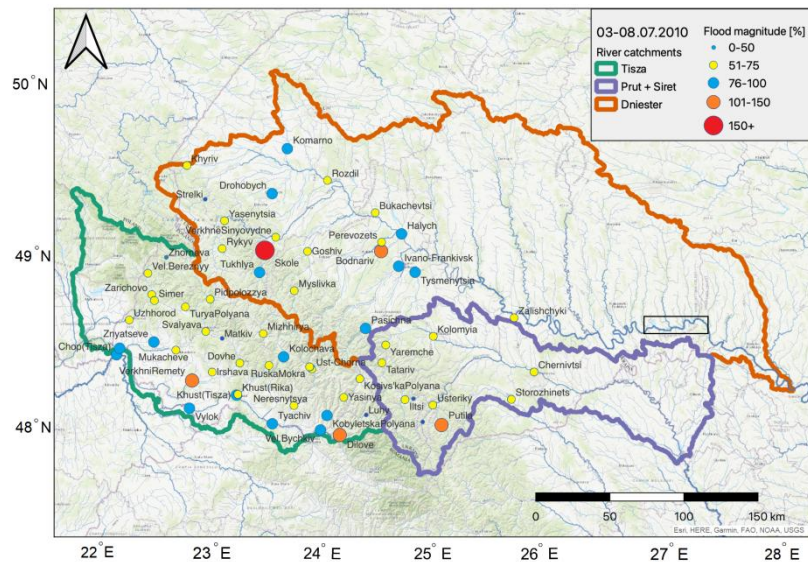 03-08.07.2010
River catchments
Tisza
Prut + Siret
Dniester
Flood magnitude [%]
0-50
51-75
76-100
101-150
150+
50°N
49°N
48°N
Komarno
Khyriv
Rozdil
Drohobych
Strelki
Bukachevtsi
Yasenytsia
VerkhneSinyovydne
Halych
Perevozets
Rykyv
Goshiv
Zhornava
Bodnariv
Ivano-Frankivsk
Vel.Bereznyy
Tukhlya
Skole
Tysmenytsia
Myslivka
Zarichovo
Pidpolozzya
Simer
TuryaPolyana
Uzhhorod
Zalishchyky
Pasichna
Svalyava
Matkiv
Mizhhirya
Kolomyia
Znyatseve
Chop(Tisza)
Yaremche
Mukacheve
Dovhe
Kolochava
Tatariv
Chernivtsi
VerkhniRemety
Irshava
RuskaMokra
Ust-Chorna
Kosivs'kaPolyana
Khust(Rika)
Khust(Tisza)
Neresnytsya
Yasinya
Iltsi
Usteriky
Storozhinets
Vylok
Tyachiv
Luhy
Putila
KobyletskaPolyana
Vel.Bychkiv
Dilove
0 50 100 150 km
Esri, HERE, Garmin, FAO, NOAA, USGS
22°E 23°E 24°E 25°E 26°E 27°E 28°E